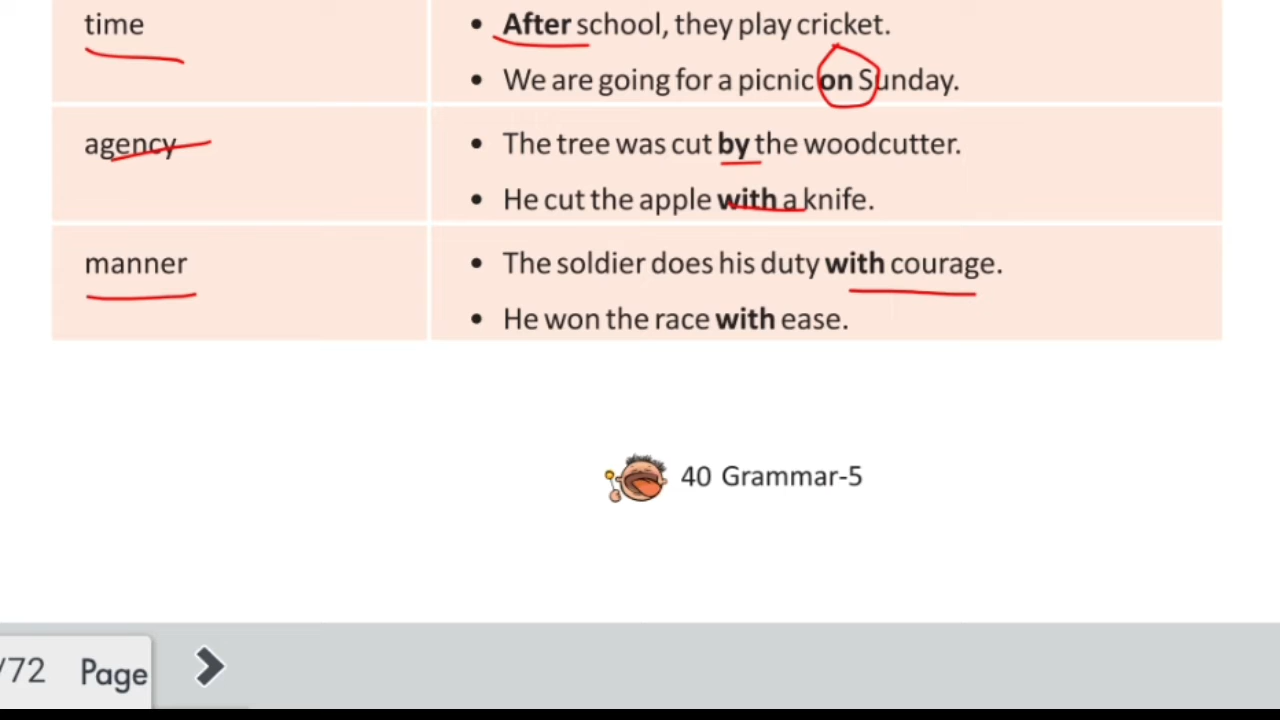 time
• After school, they play cricket.
• We are going for a picnic on Sunday.
agency
• The tree was cut by the woodcutter.
• He cut the apple with a knife.
manner
• The soldier does his duty with courage.
• He won the race with ease.
40 Grammar-5
/72 Page